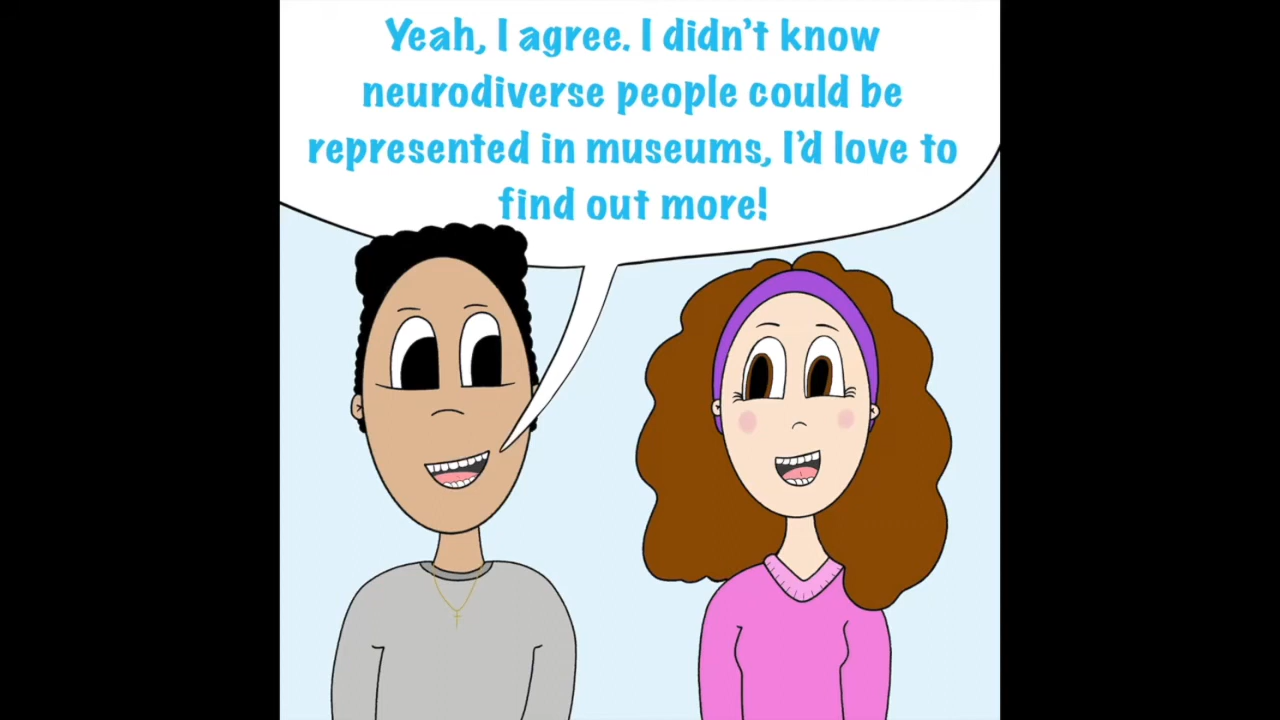 Yeah, I agree. I didn't know
neurodiverse people could be
represented in museums, I'd love to
find out more!